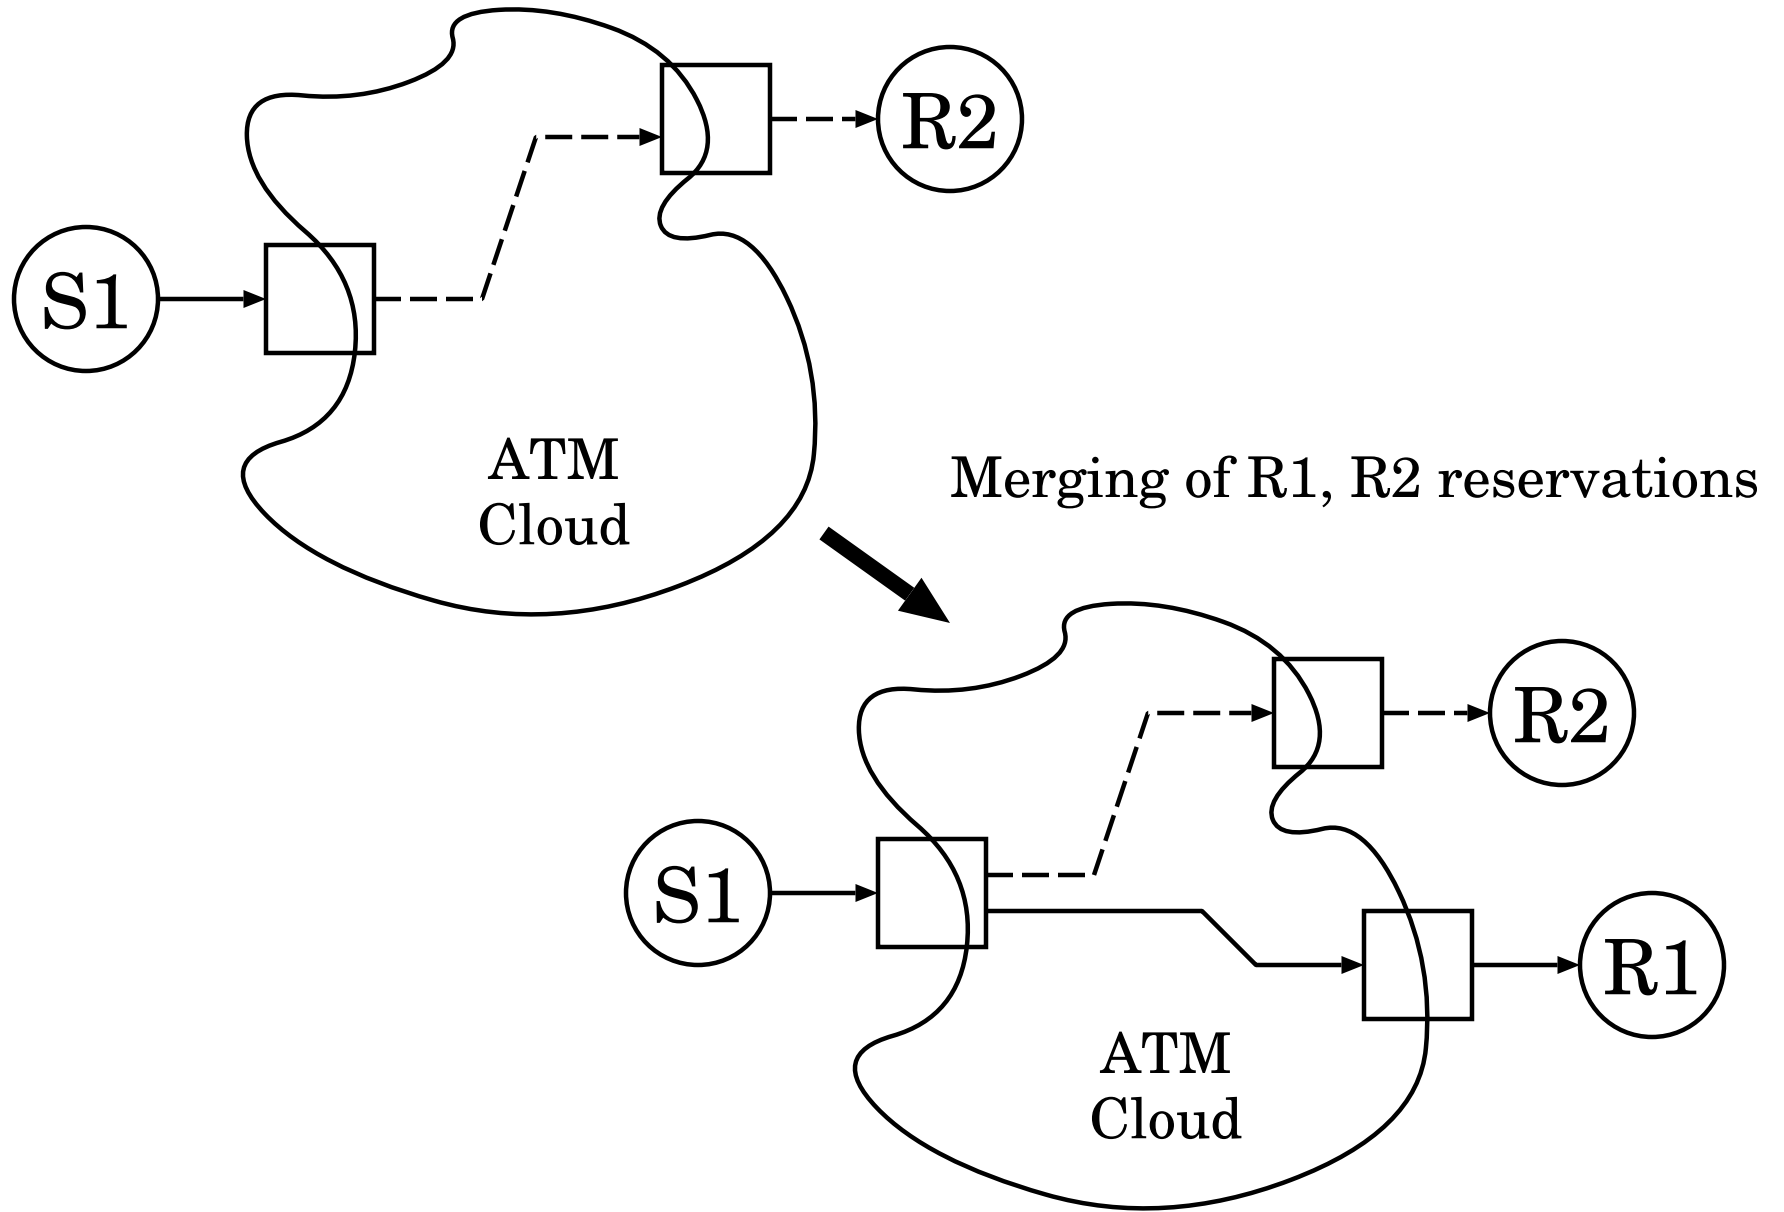 R2
S1
ATM
Cloud
Merging of R1, R2 reservations
R2
S1
R1
ATM
Cloud